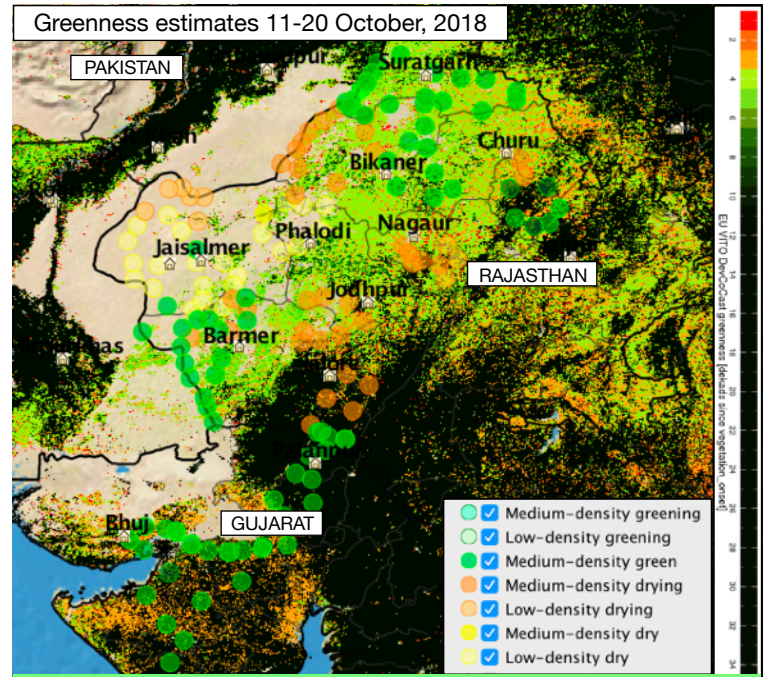 Greenness estimates 11-20 October, 2018
PAKISTAN
Suratgarh
Churu
Bikaner
Nagaur
Phalodi
Jaisalmer
RAJASTHAN
Jodhpur
Barmer
Bhuj
GUJARAT
Medium-density greening
Low-density greening
Medium-density green
Medium-density drying
Low-density drying
Medium-density dry
Low-density dry
2
4
6
8
10
12
14
16
18
20
22
24
26
28
30
32
34
EU VITO DevCoCast greenness [dekads since vegetation_onset]